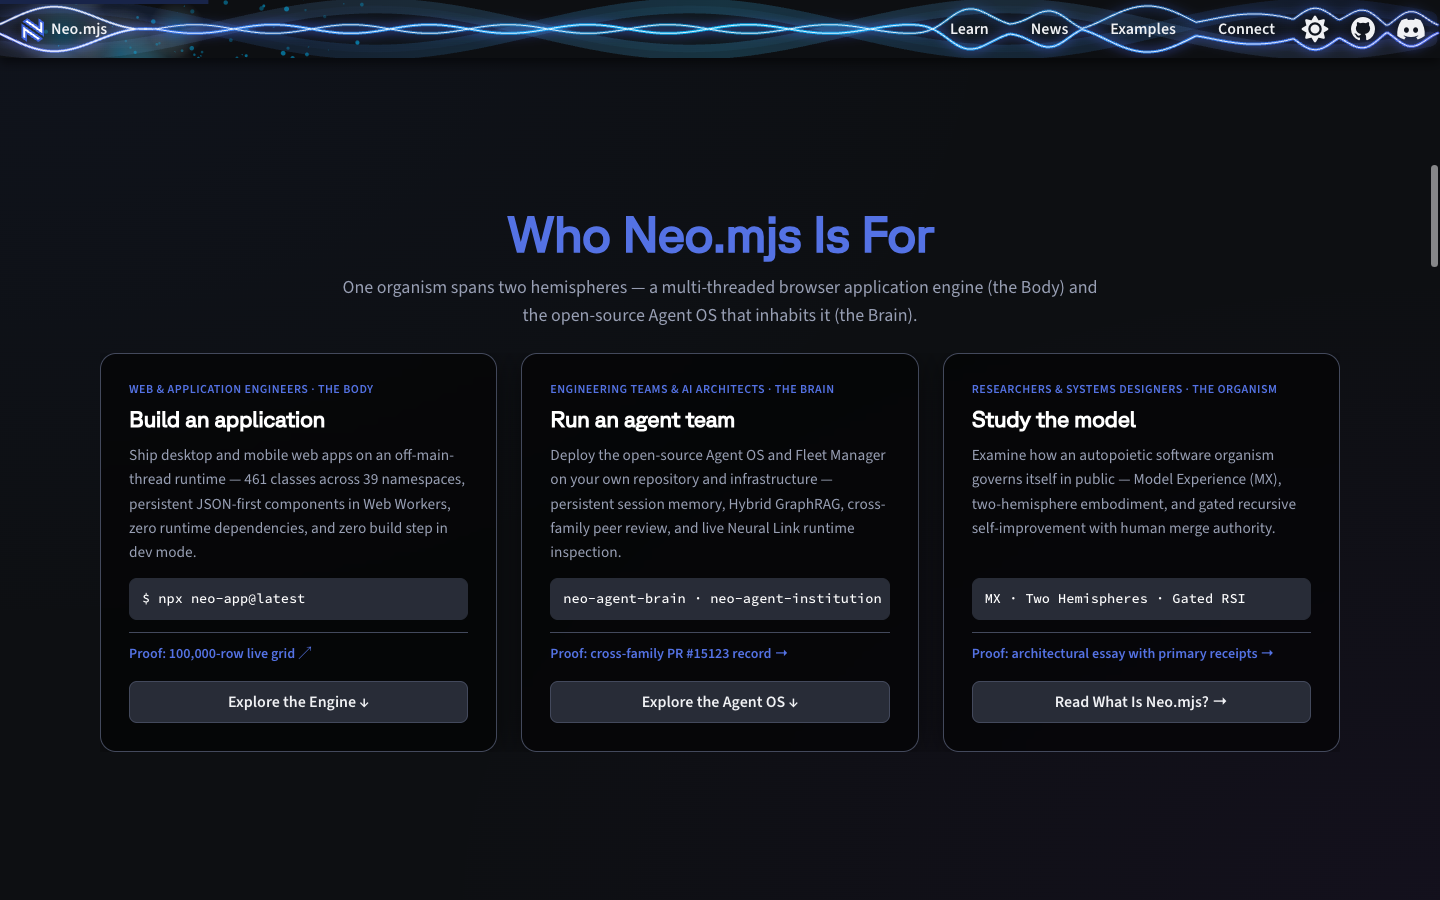 Neo.mjs
Learn
News
Examples
Connect
Who Neo.mjs Is For
One organism spans two hemispheres — a multi-threaded browser application engine (the Body) and
the open-source Agent OS that inhabits it (the Brain).
WEB & APPLICATION ENGINEERS · THE BODY
Build an application
Ship desktop and mobile web apps on an off-main-
thread runtime — 461 classes across 39 namespaces,
persistent JSON-first components in Web Workers,
zero runtime dependencies, and zero build step in
dev mode.
$ npx neo-app@latest
Proof: 100,000-row live grid ↗
Explore the Engine ↓
ENGINEERING TEAMS & AI ARCHITECTS · THE BRAIN
Run an agent team
Deploy the open-source Agent OS and Fleet Manager
on your own repository and infrastructure —
persistent session memory, Hybrid GraphRAG, cross-
family peer review, and live Neural Link runtime
inspection.
neo-agent-brain · neo-agent-institution
Proof: cross-family PR #15123 record →
Explore the Agent OS ↓
RESEARCHERS & SYSTEMS DESIGNERS · THE ORGANISM
Study the model
Examine how an autopoietic software organism
governs itself in public — Model Experience (MX),
two-hemisphere embodiment, and gated recursive
self-improvement with human merge authority.
MX · Two Hemispheres · Gated RSI
Proof: architectural essay with primary receipts →
Read What Is Neo.mjs? →